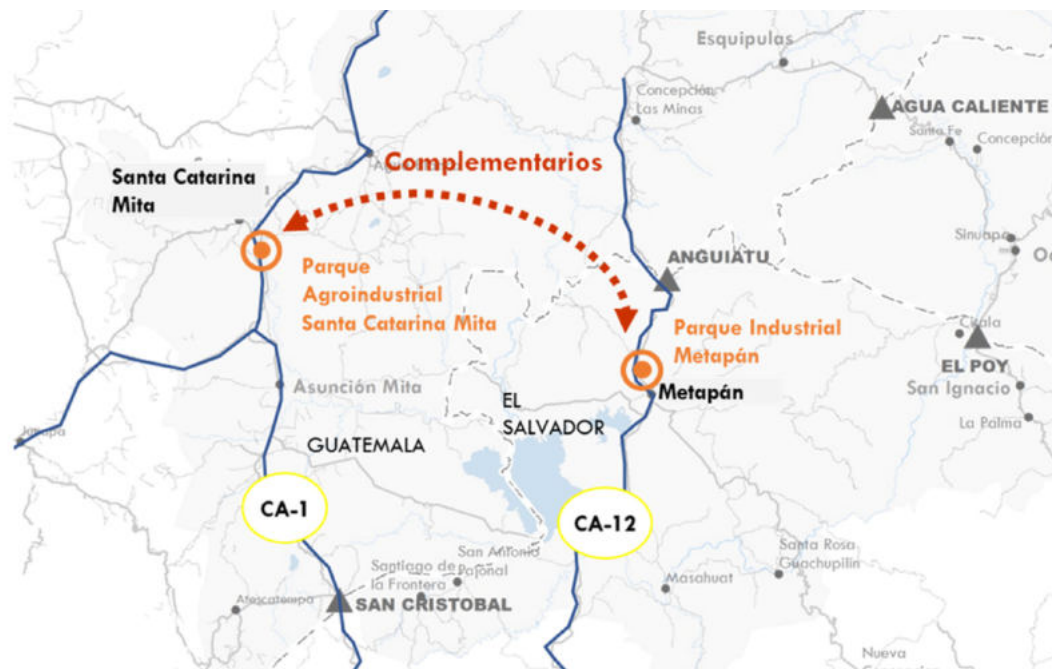 Esquipulas
Concepción
Las Minas
AGUA CALIENTE
Santa Fe
Concepción
Complementarios
Santa Catarina
Mita
Sinuapa
ANGUIATU
Parque
Agroindustrial
Santa Catarina Mita
Parque Industrial
Metapán
Citala
EL POY
San Ignacio
Asunción Mita
Metapán
EL
SALVADOR
La Palma
GUATEMALA
CA-1
CA-12
San Antonio
Pajonal
Santiago de
la Frontera
Santa Rosa
Guachupilin
Masahuat
Atescatempa
SAN CRISTOBAL
Nueva